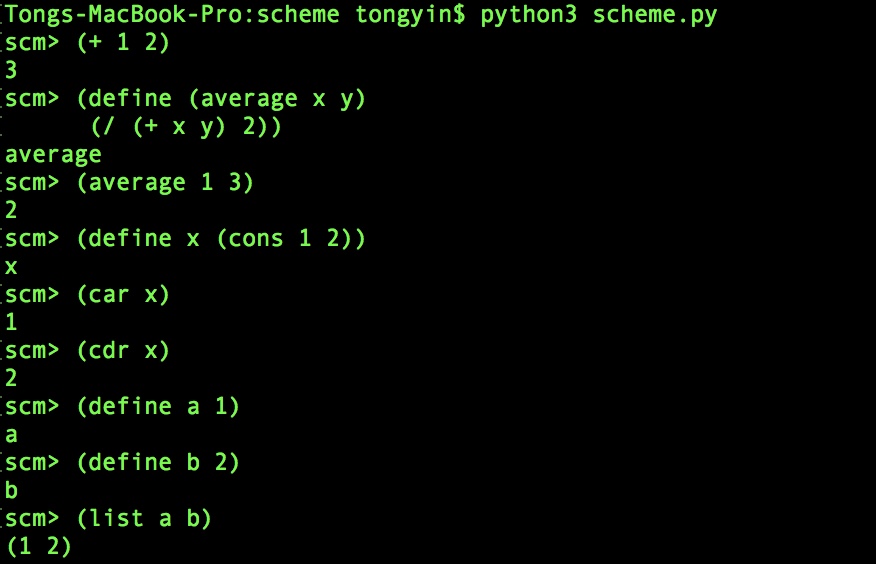 Tongs-MacBook-Pro:scheme tongyin$ python3 scheme.py
scm> (+ 1 2)
3
scm> (define (average x y)
      (/ (+ x y) 2))
average
scm> (average 1 3)
2
scm> (define x (cons 1 2))
x
scm> (car x)
1
scm> (cdr x)
2
scm> (define a 1)
a
scm> (define b 2)
b
scm> (list a b)
(1 2)